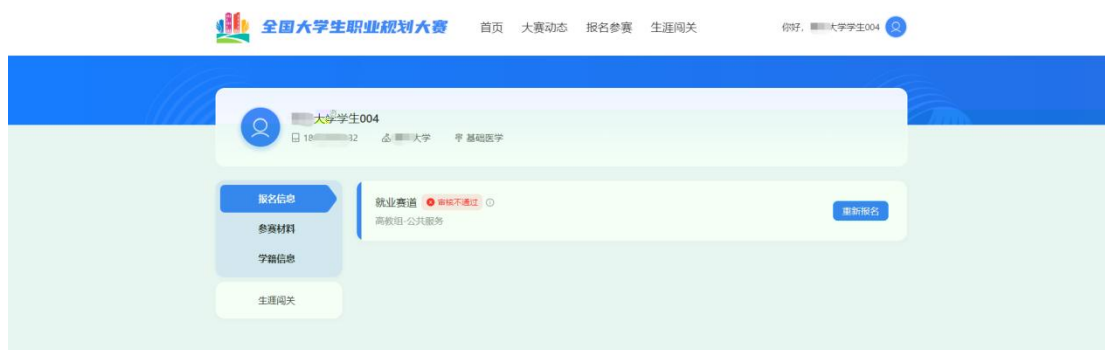 全国大学生职业规划大赛 首页 大赛动态 报名参赛 生涯闯关 你好, 大学学生004
大学学生004
18 32 大学 基础医学
报名信息
就业赛道 审核不通过
高教组-公共服务
重新报名
参赛材料
学籍信息
生涯闯关